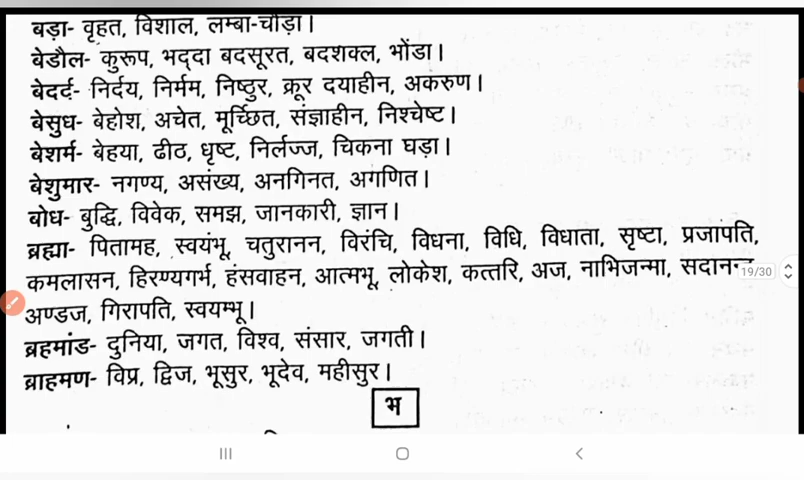 बड़ा- वृहत, विशाल, लम्बा-चौड़ा।
बेडौल- कुरूप, भद्‌दा बदसूरत, बदशक्ल, भोंडा।
बेदर्द- निर्दय, निर्मम, निष्ठुर, क्रूर दयाहीन, अकरुण।
बेसुध- बेहोश, अचेत, मूर्च्छित, संज्ञाहीन, निश्चेष्ट।
बेशर्म- बेहया, ढीठ, धृष्ट, निर्लज्ज, चिकना घड़ा।
बेशुमार- नगण्य, असंख्य, अनगिनत, अगणित।
बोध- बुद्धि, विवेक, समझ, जानकारी, ज्ञान।
ब्रह्मा- पितामह, स्वयंभू, चतुरानन, विरंचि, विधना, विधि, विधाता, सृष्टा, प्रजापति,
कमलासन, हिरण्यगर्भ, हंसवाहन, आत्मभू, लोकेश, कत्तरि, अज, नाभिजन्मा, सदानन्द
19/30
अण्डज, गिरापति, स्वयम्भू।
ब्रहमांड- दुनिया, जगत, विश्व, संसार, जगती।
ब्राहमण- विप्र, द्विज, भूसुर, भूदेव, महीसुर।
भ